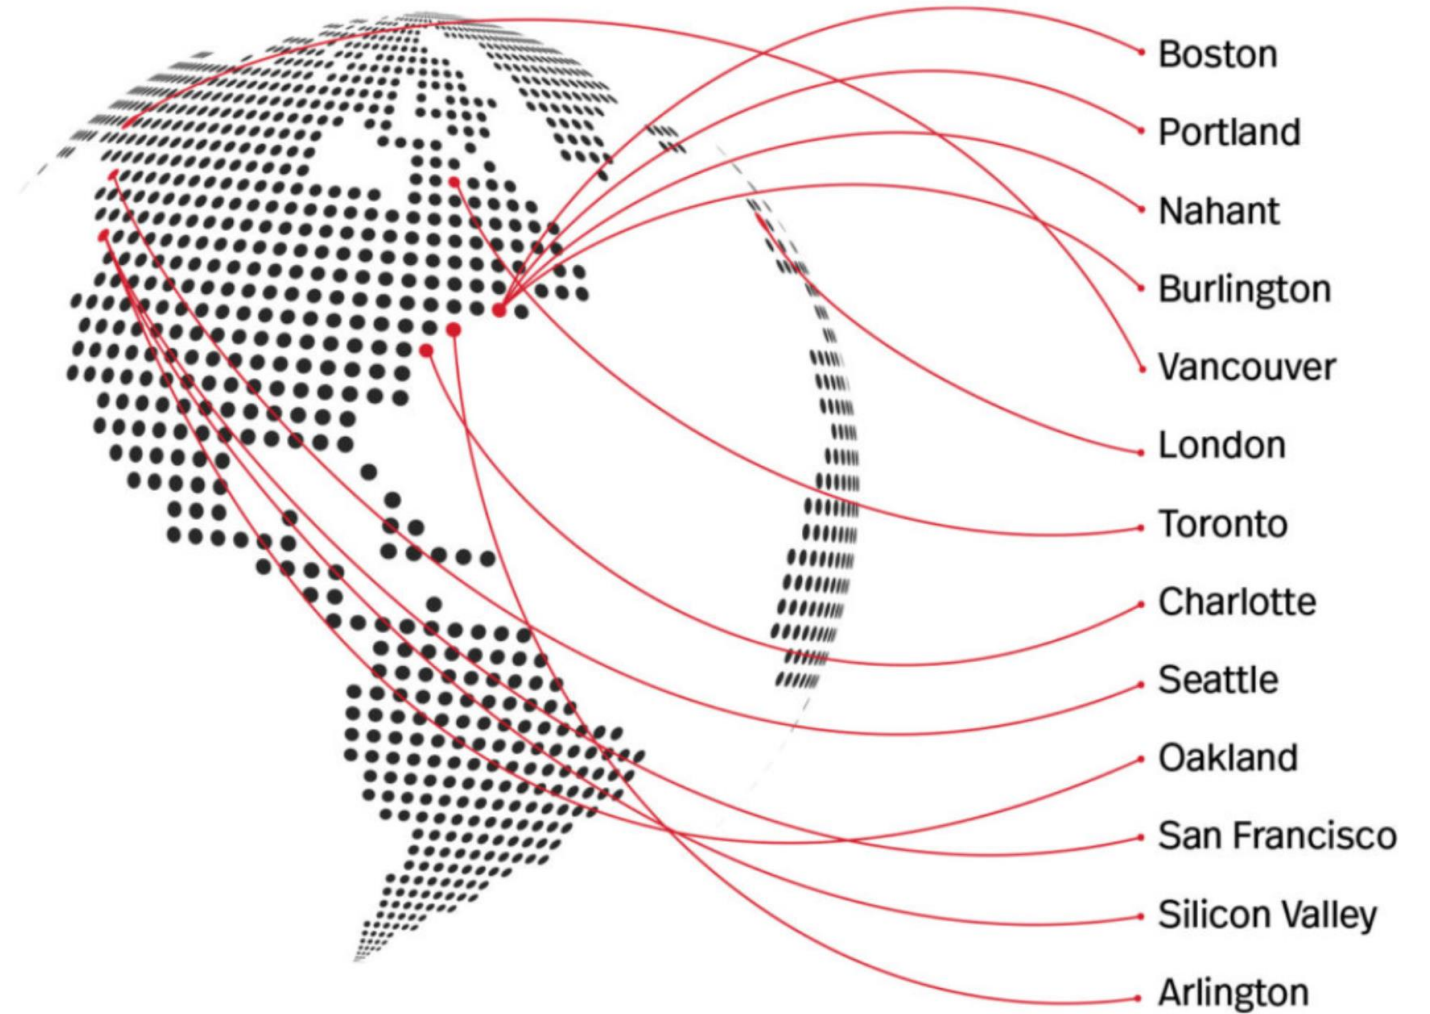 Boston
Portland
Nahant
Burlington
Vancouver
London
Toronto
Charlotte
Seattle
Oakland
San Francisco
Silicon Valley
Arlington